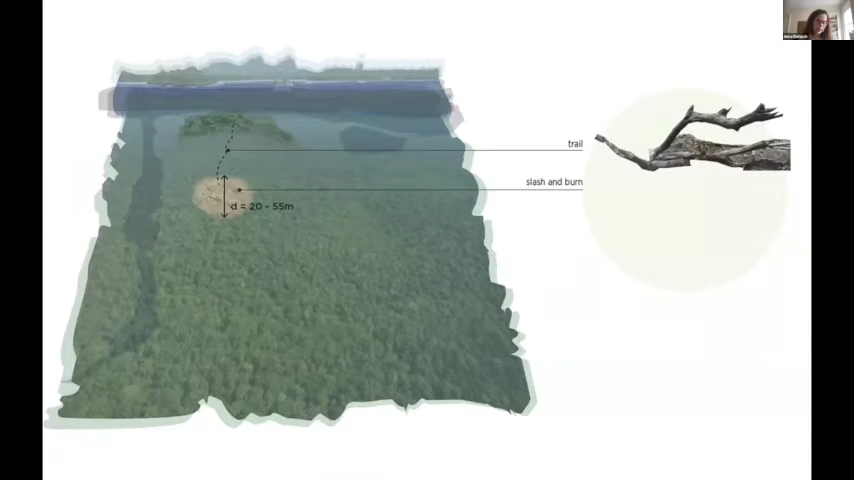 trail
slash and burn
d = 20 - 55m